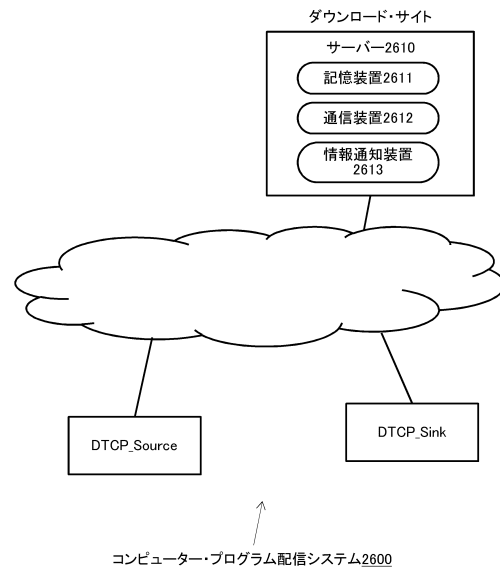 ダウンロード・サイト
サーバー2610
記憶装置2611
通信装置2612
情報通知装置
2613
DTCP_Source
DTCP_Sink
コンピューター・プログラム配信システム2600